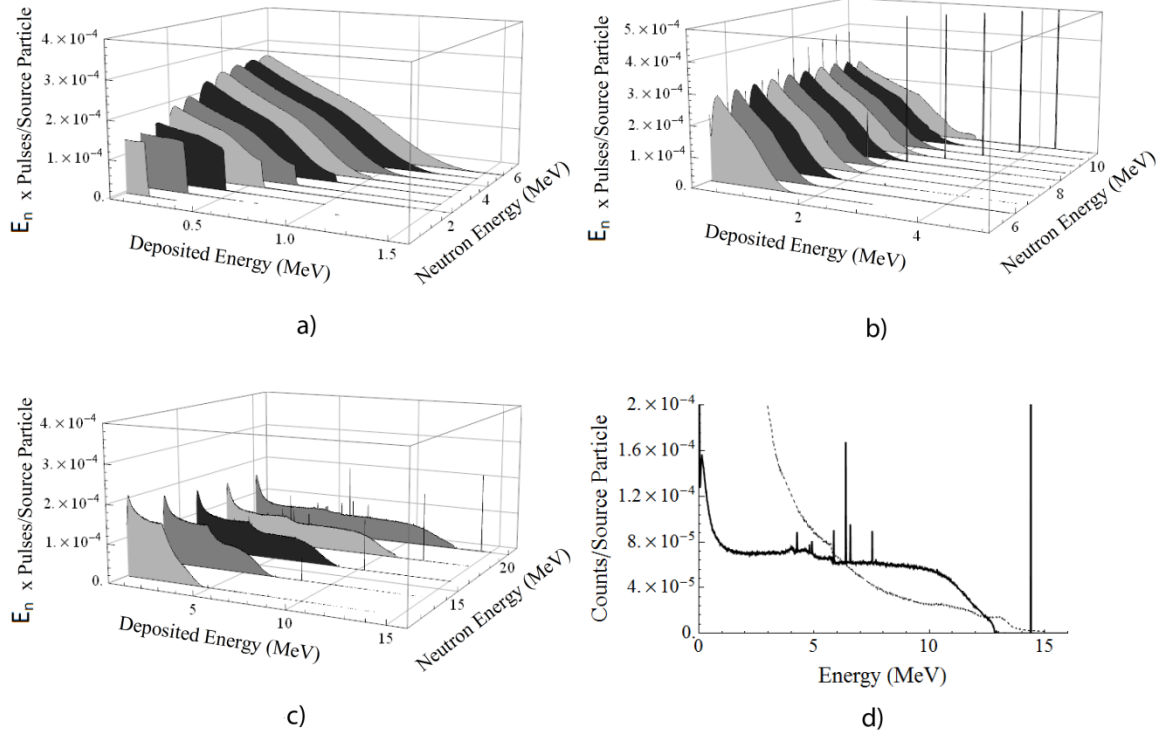 4.×10⁻⁴
3.×10⁻⁴
2.×10⁻⁴
1.×10⁻⁴
0.
0.5
1.0
1.5
2
4
6
E_n x Pulses/Source Particle
Deposited Energy (MeV)
Neutron Energy (MeV)
a)
5.×10⁻⁴
4.×10⁻⁴
3.×10⁻⁴
2.×10⁻⁴
1.×10⁻⁴
0.
2
4
6
8
10
E_n x Pulses/Source Particle
Deposited Energy (MeV)
Neutron Energy (MeV)
b)
4.×10⁻⁴
3.×10⁻⁴
2.×10⁻⁴
1.×10⁻⁴
0.
5
10
15
15
20
E_n x Pulses/Source Particle
Deposited Energy (MeV)
Neutron Energy (MeV)
c)
2.×10⁻⁴
1.6×10⁻⁴
1.2×10⁻⁴
8.×10⁻⁵
4.×10⁻⁵
0.
0
5
10
15
Counts/Source Particle
Energy (MeV)
d)